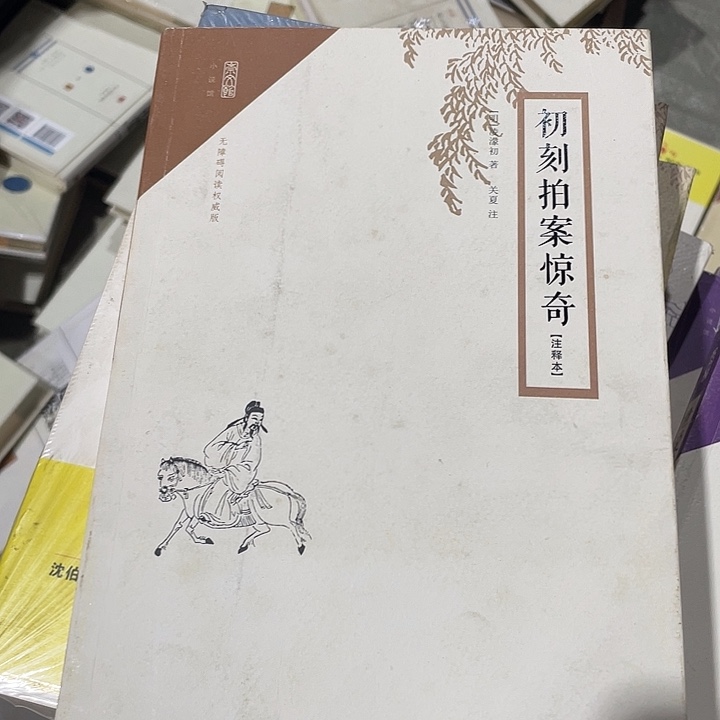 初刻拍案惊奇
【注释本】
[明]凌濛初 著 关夏 注
无障碍阅读权威版
沈伯